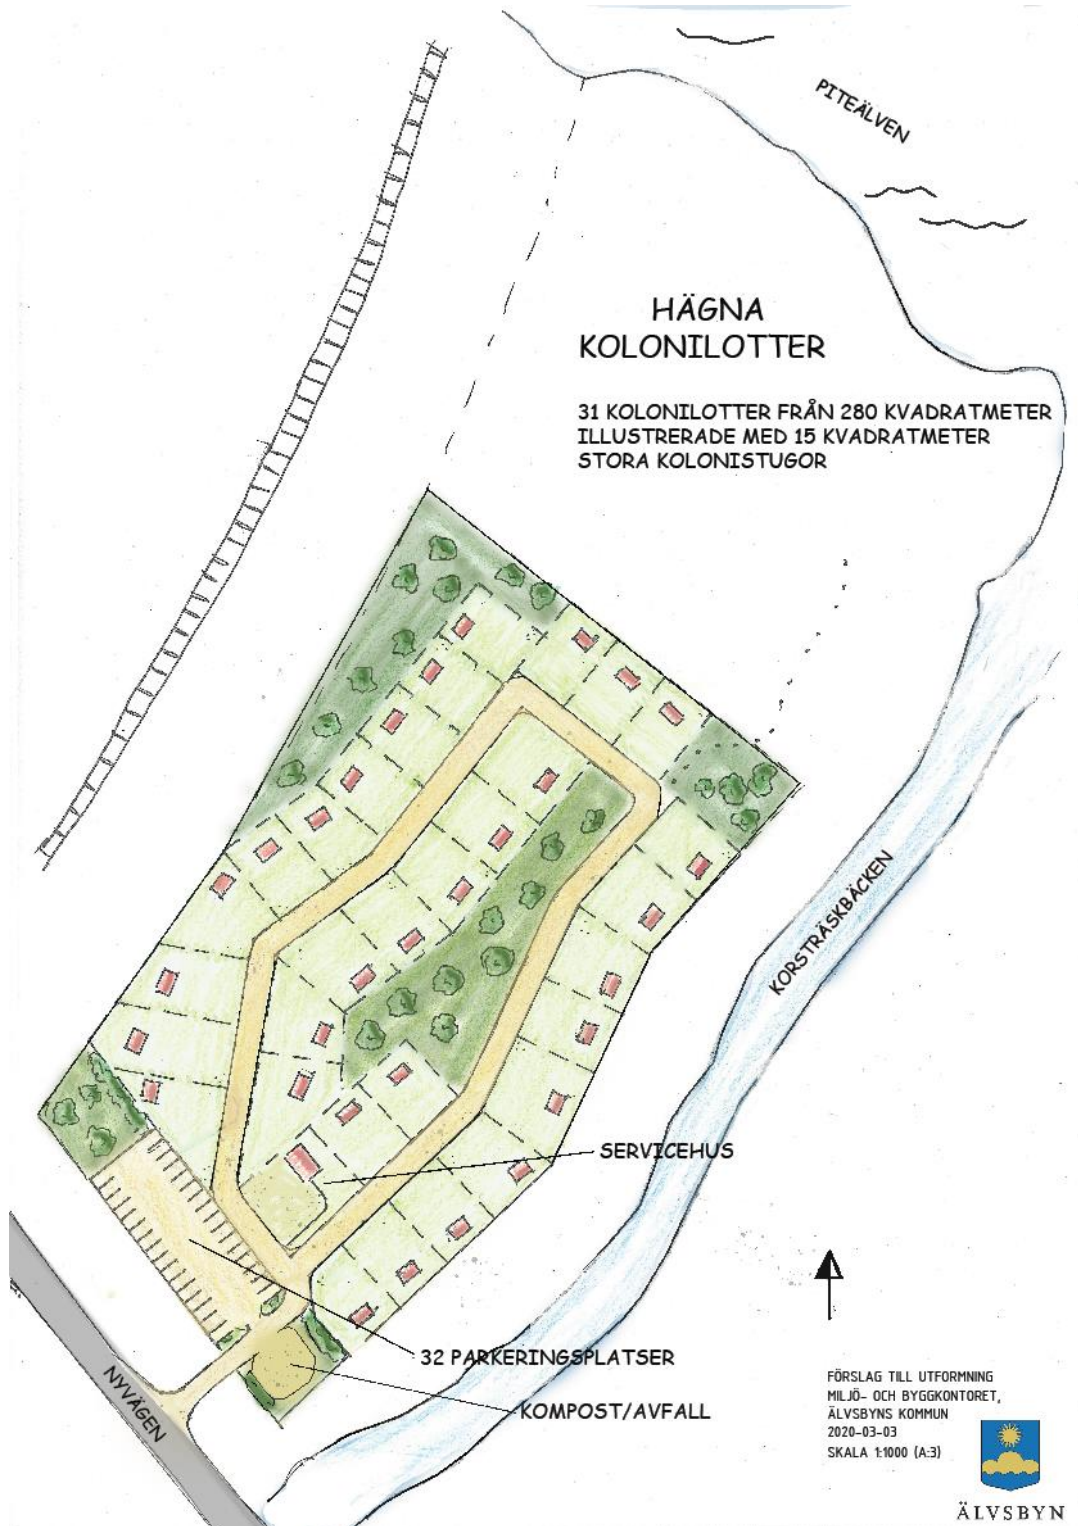 PITEÄLVEN
HÄGNA
KOLONILOTTER
31 KOLONILOTTER FRÅN 280 KVADRATMETER
ILLUSTRERADE MED 15 KVADRATMETER
STORA KOLONISTUGOR
KORSTRÄSKBÄCKEN
SERVICEHUS
32 PARKERINGSPLATSER
KOMPOST/AVFALL
NYVÄGEN
FÖRSLAG TILL UTFORMNING
MILJÖ- OCH BYGGKONTORET,
ÄLVSBYNS KOMMUN
2020-03-03
SKALA 1:1000 (A:3)
ÄLVSBYN